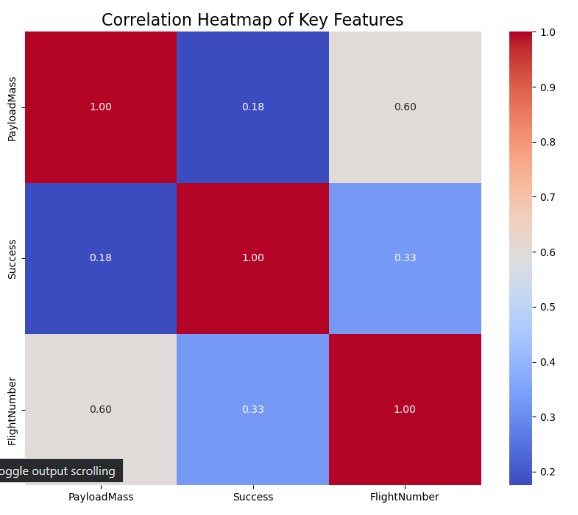 Correlation Heatmap of Key Features
PayloadMass
1.00
0.18
0.60
Success
0.18
1.00
0.33
FlightNumber
0.60
0.33
1.00
PayloadMass
Success
FlightNumber
1.0
0.9
0.8
0.7
0.6
0.5
0.4
0.3
0.2
oggle output scrolling